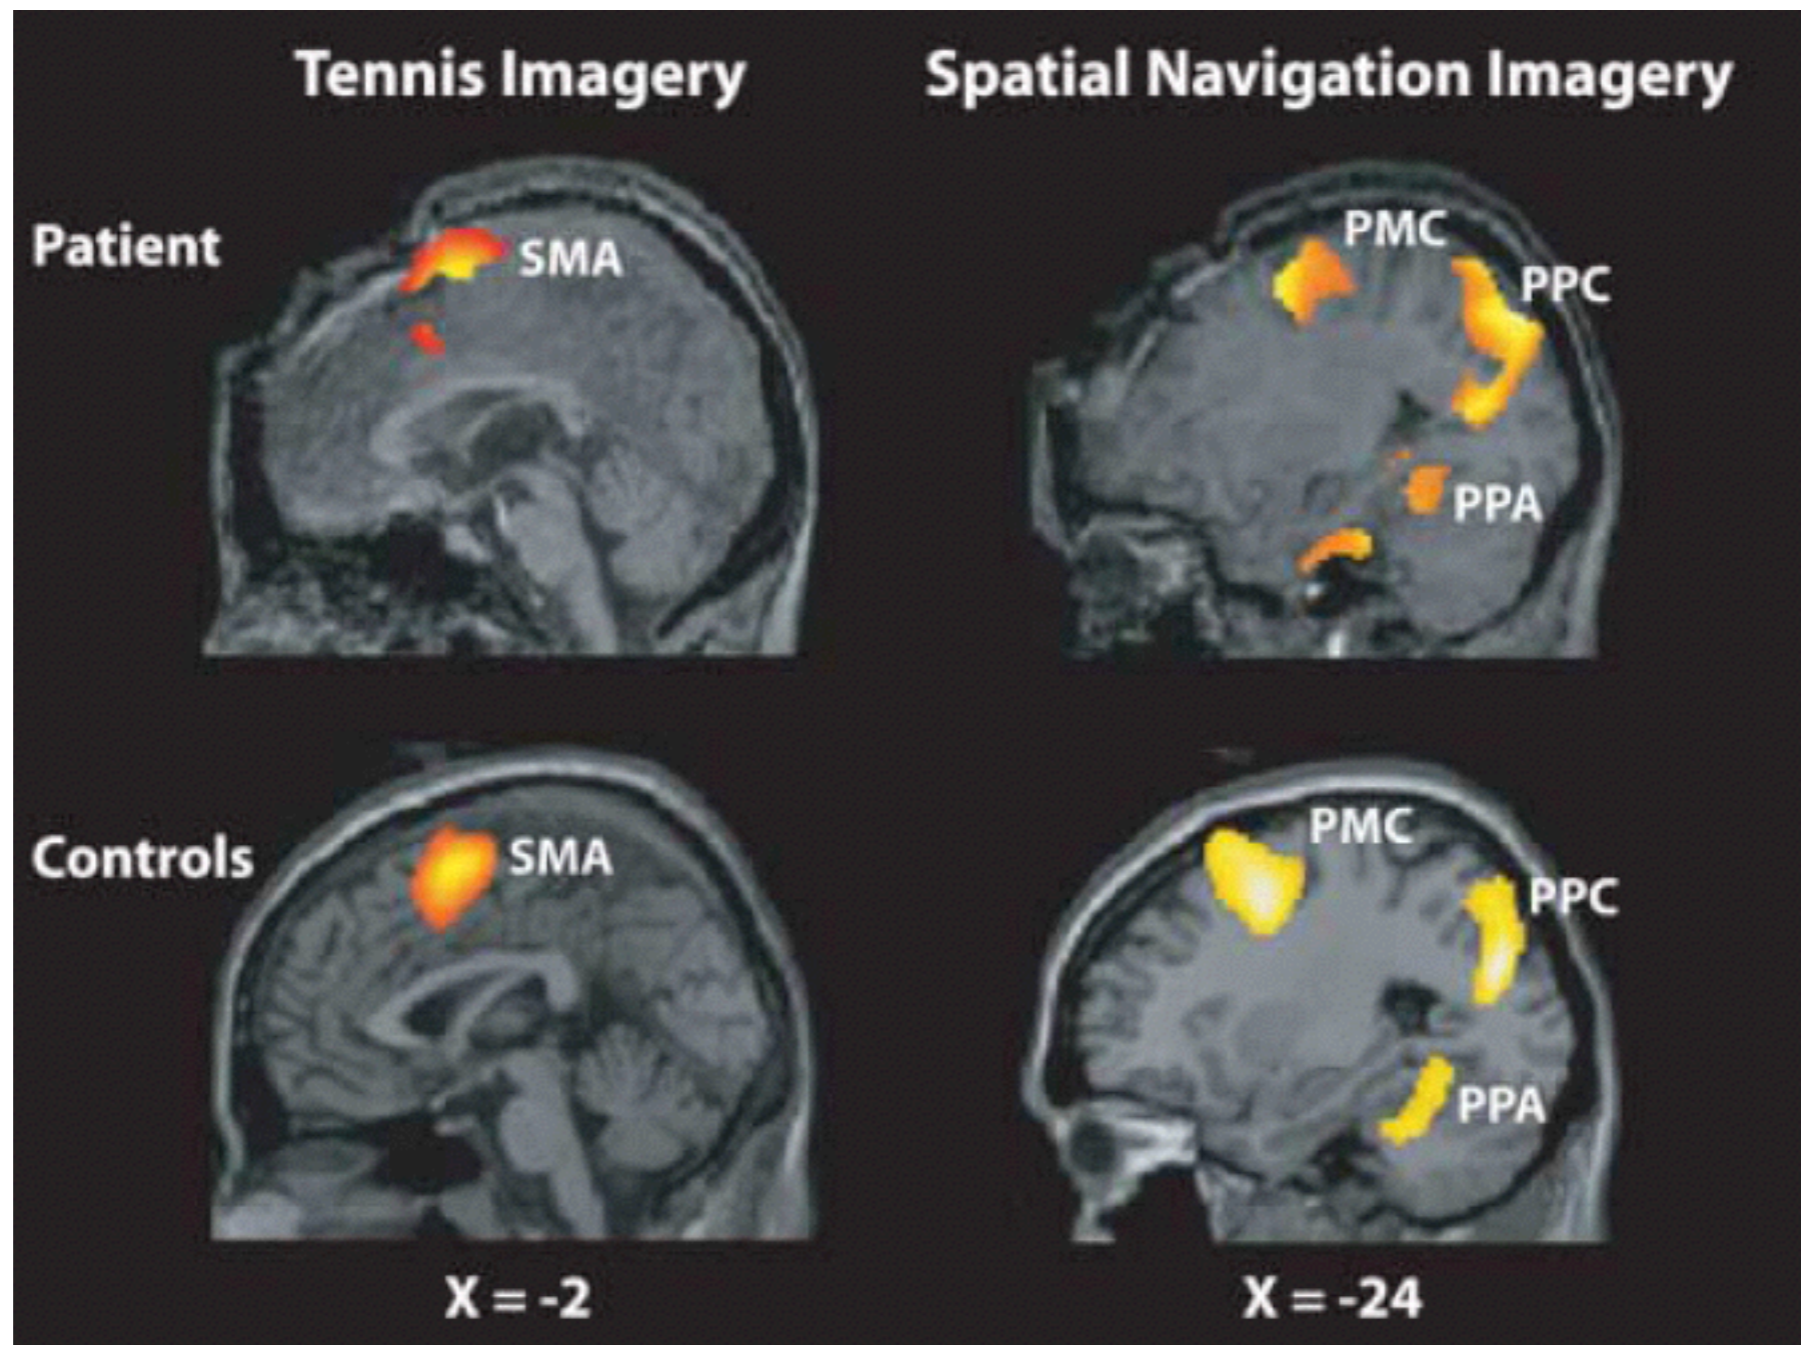 Tennis Imagery
Spatial Navigation Imagery
Patient
SMA
PMC
PPC
PPA
Controls
SMA
PMC
PPC
PPA
X = -2
X = -24